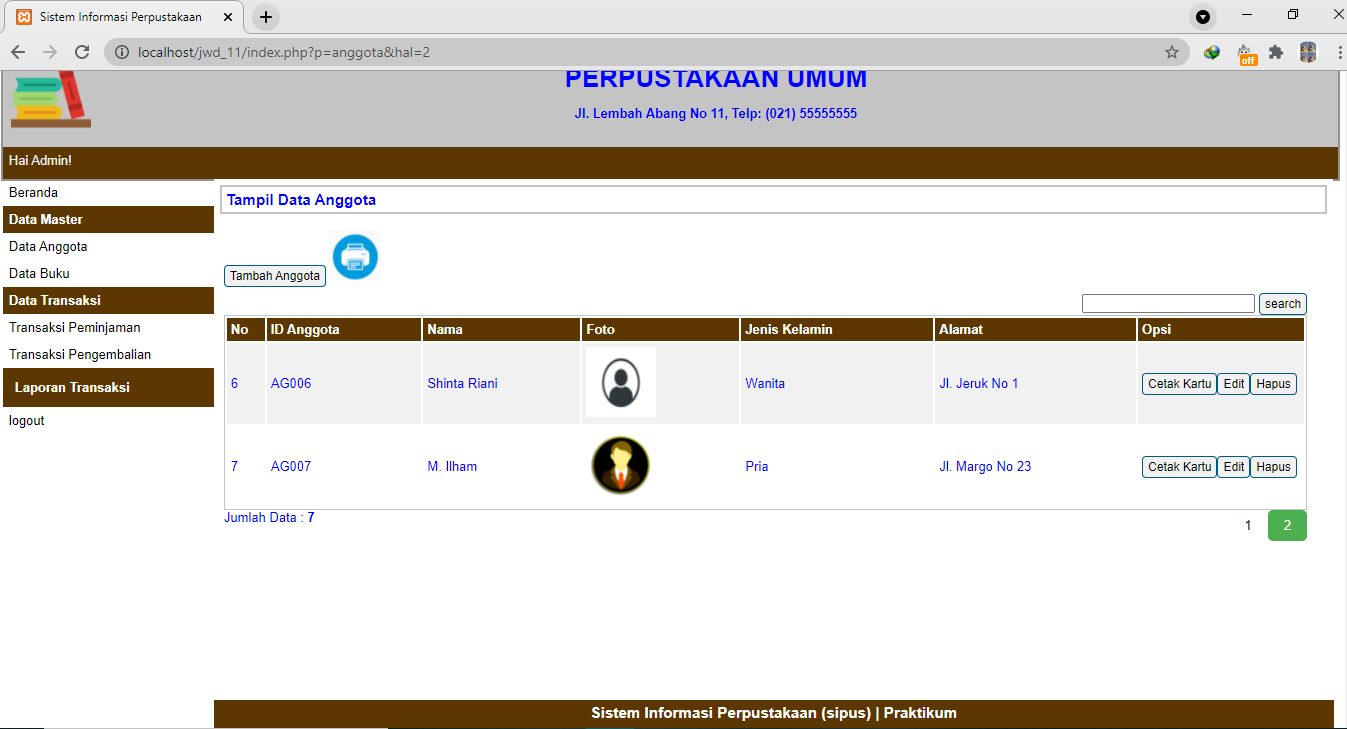 Sistem Informasi Perpustakaan
localhost/jwd_11/index.php?p=anggota&hal=2
off
PERPUSTAKAAN UMUM
Jl. Lembah Abang No 11, Telp: (021) 55555555
Hai Admin!
Beranda
Data Master
Data Anggota
Data Buku
Data Transaksi
Transaksi Peminjaman
Transaksi Pengembalian
Laporan Transaksi
logout
Tampil Data Anggota
Tambah Anggota
search
No ID Anggota Nama Foto Jenis Kelamin Alamat Opsi
6 AG006 Shinta Riani Wanita Jl. Jeruk No 1 Cetak Kartu Edit Hapus
7 AG007 M. Ilham Pria Jl. Margo No 23 Cetak Kartu Edit Hapus
Jumlah Data : 7
1 2
Sistem Informasi Perpustakaan (sipus) | Praktikum